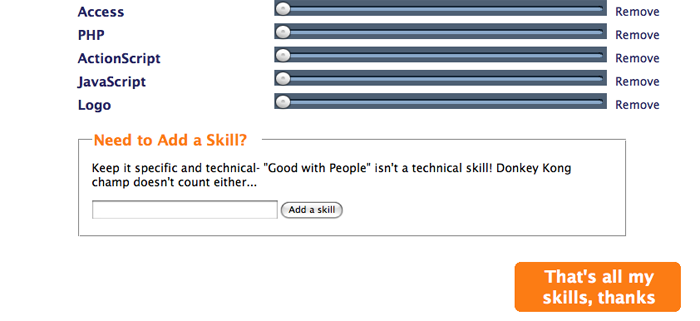 Access Remove
PHP Remove
ActionScript Remove
JavaScript Remove
Logo Remove
Need to Add a Skill?
Keep it specific and technical- "Good with People" isn't a technical skill! Donkey Kong
champ doesn't count either...
Add a skill
That's all my
skills, thanks